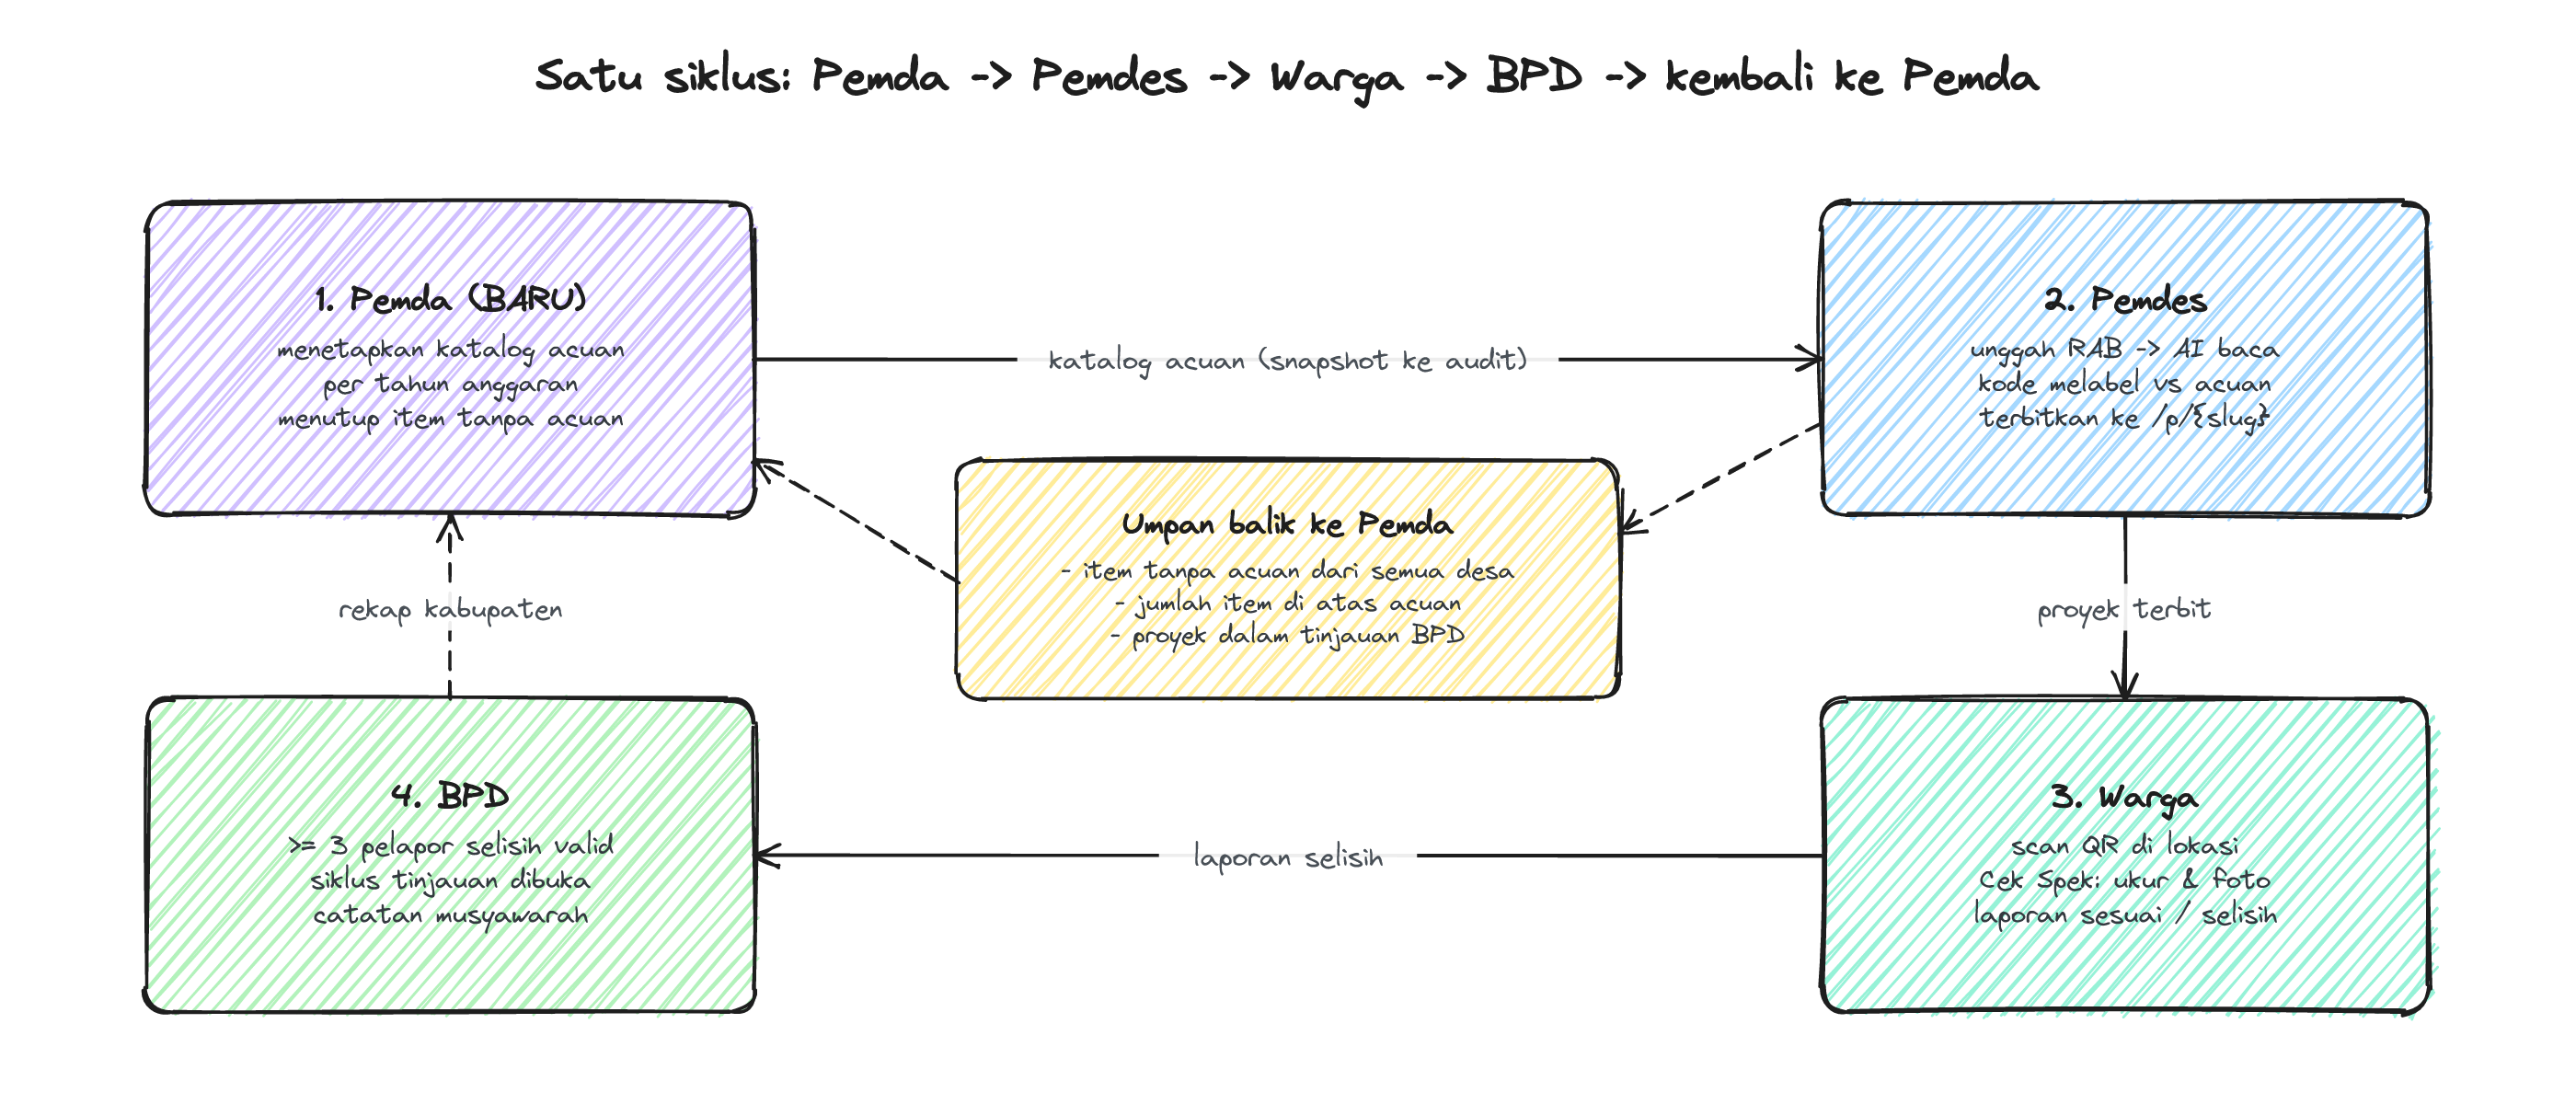 Satu siklus: Pemda -> Pemdes -> Warga -> BPD -> kembali ke Pemda
1. Pemda (BARU)
menetapkan katalog acuan
per tahun anggaran
menutup item tanpa acuan
katalog acuan (snapshot ke audit)
2. Pemdes
unggah RAB -> AI baca
kode melabel vs acuan
terbitkan ke /p/{slug}
Umpan balik ke Pemda
- item tanpa acuan dari semua desa
- jumlah item di atas acuan
- proyek dalam tinjauan BPD
rekap kabupaten
proyek terbit
4. BPD
>= 3 pelapor selisih valid
siklus tinjauan dibuka
catatan musyawarah
laporan selisih
3. Warga
scan QR di lokasi
Cek Spek: ukur & foto
laporan sesuai / selisih